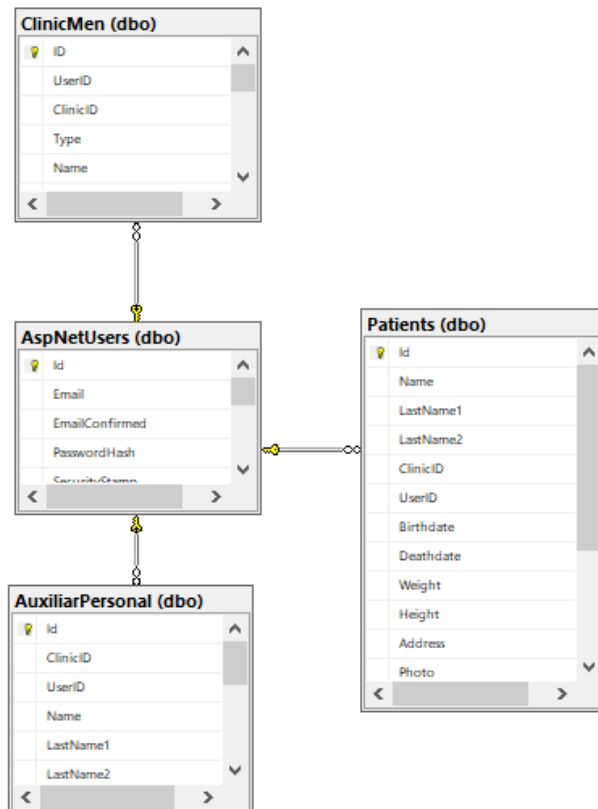 ClinicMen (dbo)
ID
UserID
ClinicID
Type
Name
AspNetUsers (dbo)
Id
Email
EmailConfirmed
PasswordHash
SecurityStamp
Patients (dbo)
Id
Name
LastName1
LastName2
ClinicID
UserID
Birthdate
Deathdate
Weight
Height
Address
Photo
AuxiliarPersonal (dbo)
Id
ClinicID
UserID
Name
LastName1
LastName2